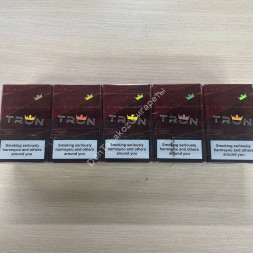 TRON TRON TRON TRON TRON
Smoking seriously Smoking seriously Smoking seriously Smoking seriously Smoking seriously
harms you and others harms you and others harms you and others harms you and others harms you and others
around you around you around you around you around you